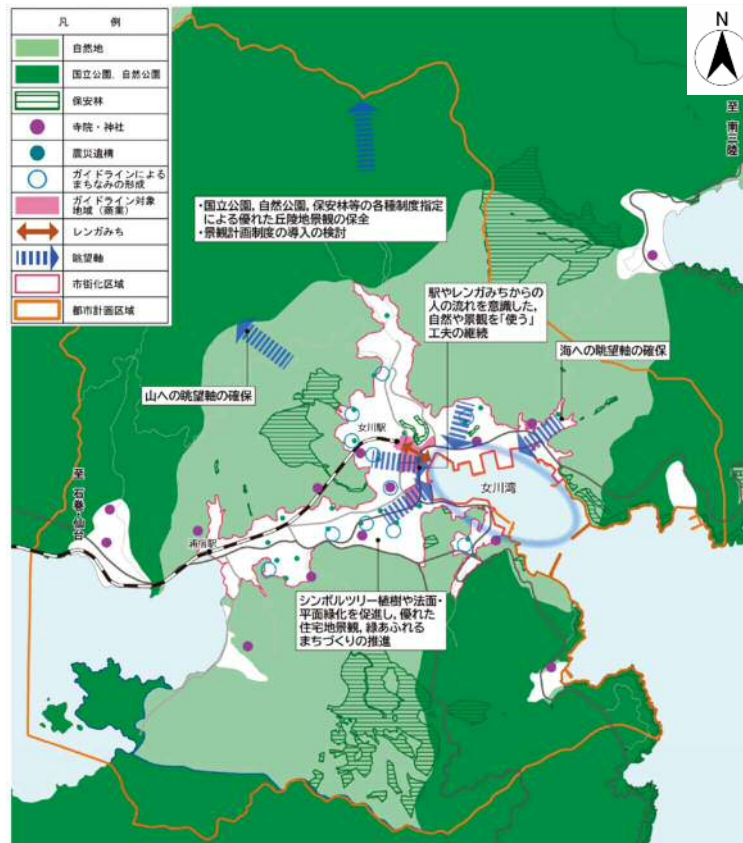 凡 例
自然地
国立公園、自然公園
保安林
寺院・神社
震災遺構
ガイドラインによる
まちなみの形成
ガイドライン対象
地域（商業）
レンガみち
眺望軸
市街化区域
都市計画区域
N
至 南三陸
・国立公園，自然公園，保安林等の各種制度指定
による優れた丘陵地景観の保全
・景観計画制度の導入の検討
駅やレンガみちからの
人の流れを意識した，
自然や景観を「使う」
工夫の継続
海への眺望軸の確保
山への眺望軸の確保
女川駅
女川湾
至 石巻・仙台
浦宿駅
シンボルツリー植樹や法面・
平面緑化を促進し，優れた
住宅地景観，緑あふれる
まちづくりの推進